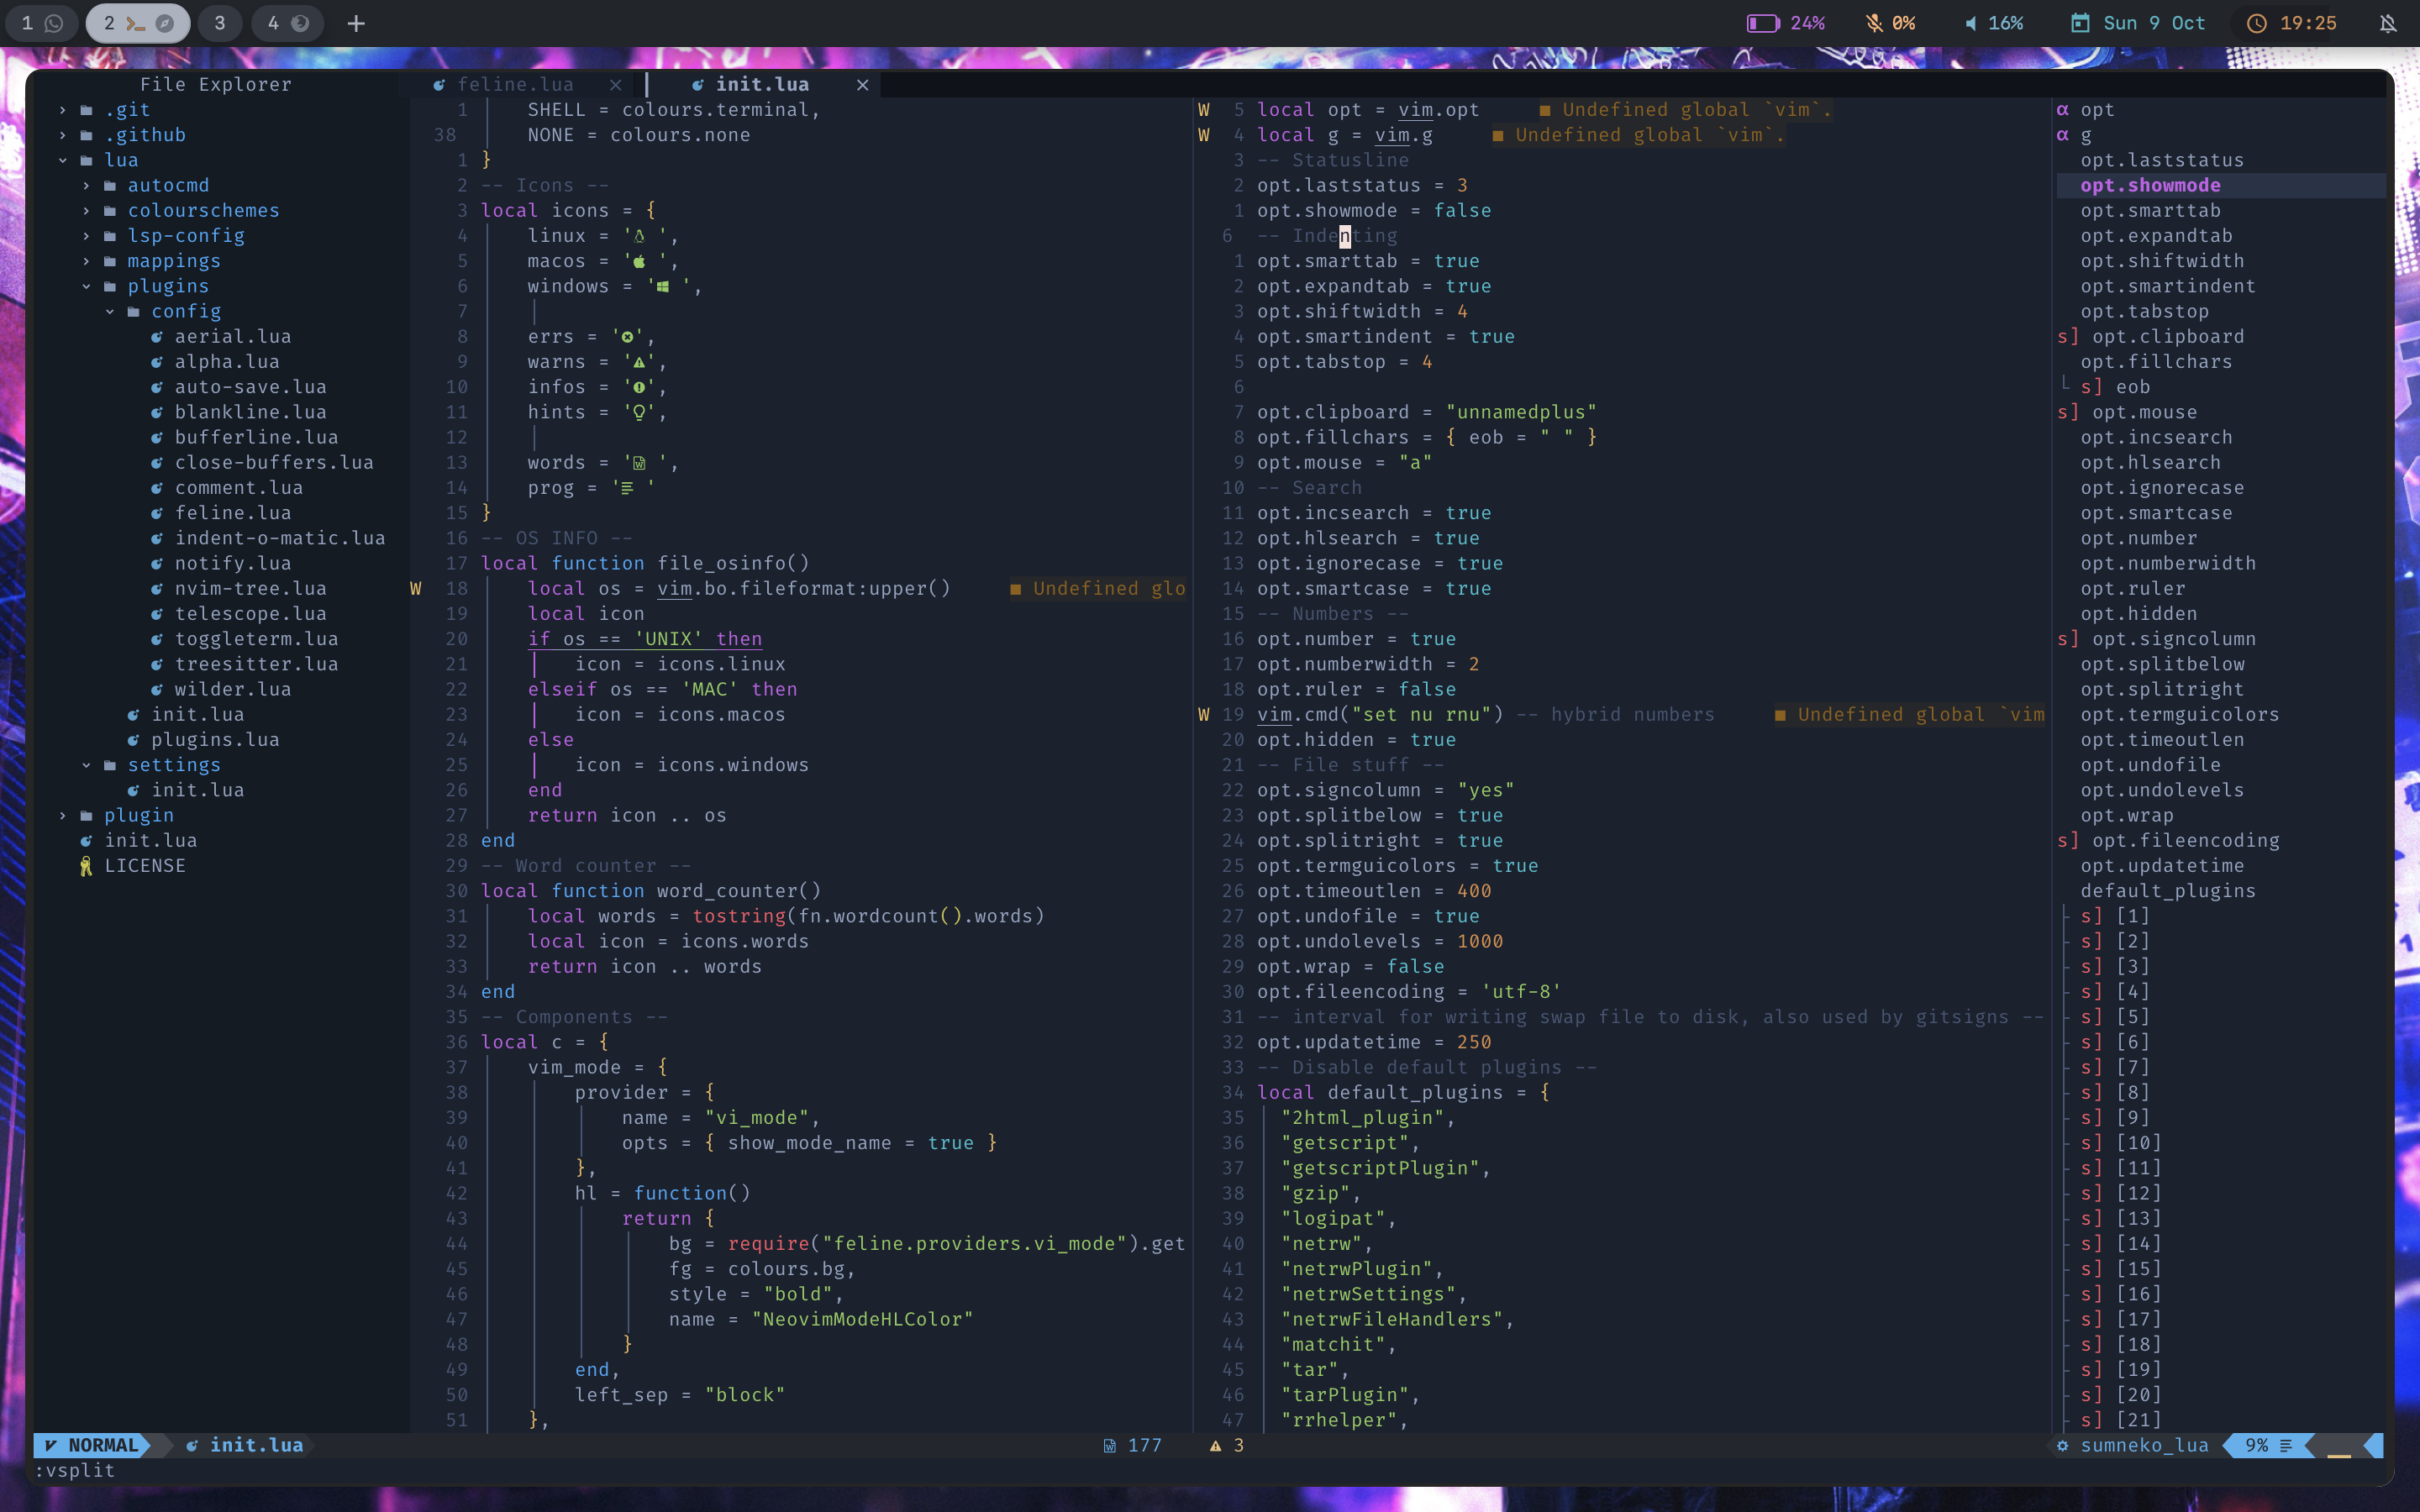 1 2 3 4 +
24% 0% 16% Sun 9 Oct 19:25
File Explorer
.git
.github
lua
autocmd
colourschemes
lsp-config
mappings
plugins
config
aerial.lua
alpha.lua
auto-save.lua
blankline.lua
bufferline.lua
close-buffers.lua
comment.lua
feline.lua
indent-o-matic.lua
notify.lua
nvim-tree.lua
telescope.lua
toggleterm.lua
treesitter.lua
wilder.lua
init.lua
plugins.lua
settings
init.lua
plugin
init.lua
LICENSE
feline.lua init.lua
1 SHELL = colours.terminal,
38 NONE = colours.none
1 }
2 -- Icons --
3 local icons = {
4 linux = ' ',
5 macos = ' ',
6 windows = ' ',
7
8 errs = '',
9 warns = '',
10 infos = '',
11 hints = '',
12
13 words = ' ',
14 prog = ' '
15 }
16 -- OS INFO --
17 local function file_osinfo()
W 18 local os = vim.bo.fileformat:upper() ■ Undefined glo
19 local icon
20 if os == 'UNIX' then
21 icon = icons.linux
22 elseif os == 'MAC' then
23 icon = icons.macos
24 else
25 icon = icons.windows
26 end
27 return icon .. os
28 end
29 -- Word counter --
30 local function word_counter()
31 local words = tostring(fn.wordcount().words)
32 local icon = icons.words
33 return icon .. words
34 end
35 -- Components --
36 local c = {
37 vim_mode = {
38 provider = {
39 name = "vi_mode",
40 opts = { show_mode_name = true }
41 },
42 hl = function()
43 return {
44 bg = require("feline.providers.vi_mode").get
45 fg = colours.bg,
46 style = "bold",
47 name = "NeovimModeHLColor"
48 }
49 end,
50 left_sep = "block"
51 },
W 5 local opt = vim.opt ■ Undefined global `vim`.
W 4 local g = vim.g ■ Undefined global `vim`.
3 -- Statusline
2 opt.laststatus = 3
1 opt.showmode = false
6 -- Indenting
1 opt.smarttab = true
2 opt.expandtab = true
3 opt.shiftwidth = 4
4 opt.smartindent = true
5 opt.tabstop = 4
6
7 opt.clipboard = "unnamedplus"
8 opt.fillchars = { eob = " " }
9 opt.mouse = "a"
10 -- Search
11 opt.incsearch = true
12 opt.hlsearch = true
13 opt.ignorecase = true
14 opt.smartcase = true
15 -- Numbers --
16 opt.number = true
17 opt.numberwidth = 2
18 opt.ruler = false
W 19 vim.cmd("set nu rnu") -- hybrid numbers ■ Undefined global `vim
20 opt.hidden = true
21 -- File stuff --
22 opt.signcolumn = "yes"
23 opt.splitbelow = true
24 opt.splitright = true
25 opt.termguicolors = true
26 opt.timeoutlen = 400
27 opt.undofile = true
28 opt.undolevels = 1000
29 opt.wrap = false
30 opt.fileencoding = 'utf-8'
31 -- interval for writing swap file to disk, also used by gitsigns --
32 opt.updatetime = 250
33 -- Disable default plugins --
34 local default_plugins = {
35 "2html_plugin",
36 "getscript",
37 "getscriptPlugin",
38 "gzip",
39 "logipat",
40 "netrw",
41 "netrwPlugin",
42 "netrwSettings",
43 "netrwFileHandlers",
44 "matchit",
45 "tar",
46 "tarPlugin",
47 "rrhelper",
α opt
α g
opt.laststatus
opt.showmode
opt.smarttab
opt.expandtab
opt.shiftwidth
opt.smartindent
opt.tabstop
s] opt.clipboard
opt.fillchars
└ s] eob
s] opt.mouse
opt.incsearch
opt.hlsearch
opt.ignorecase
opt.smartcase
opt.number
opt.numberwidth
opt.ruler
opt.hidden
s] opt.signcolumn
opt.splitbelow
opt.splitright
opt.termguicolors
opt.timeoutlen
opt.undofile
opt.undolevels
opt.wrap
s] opt.fileencoding
opt.updatetime
default_plugins
s] [1]
s] [2]
s] [3]
s] [4]
s] [5]
s] [6]
s] [7]
s] [8]
s] [9]
s] [10]
s] [11]
s] [12]
s] [13]
s] [14]
s] [15]
s] [16]
s] [17]
s] [18]
s] [19]
s] [20]
s] [21]
NORMAL init.lua 177 3 sumneko_lua 9%
:vsplit